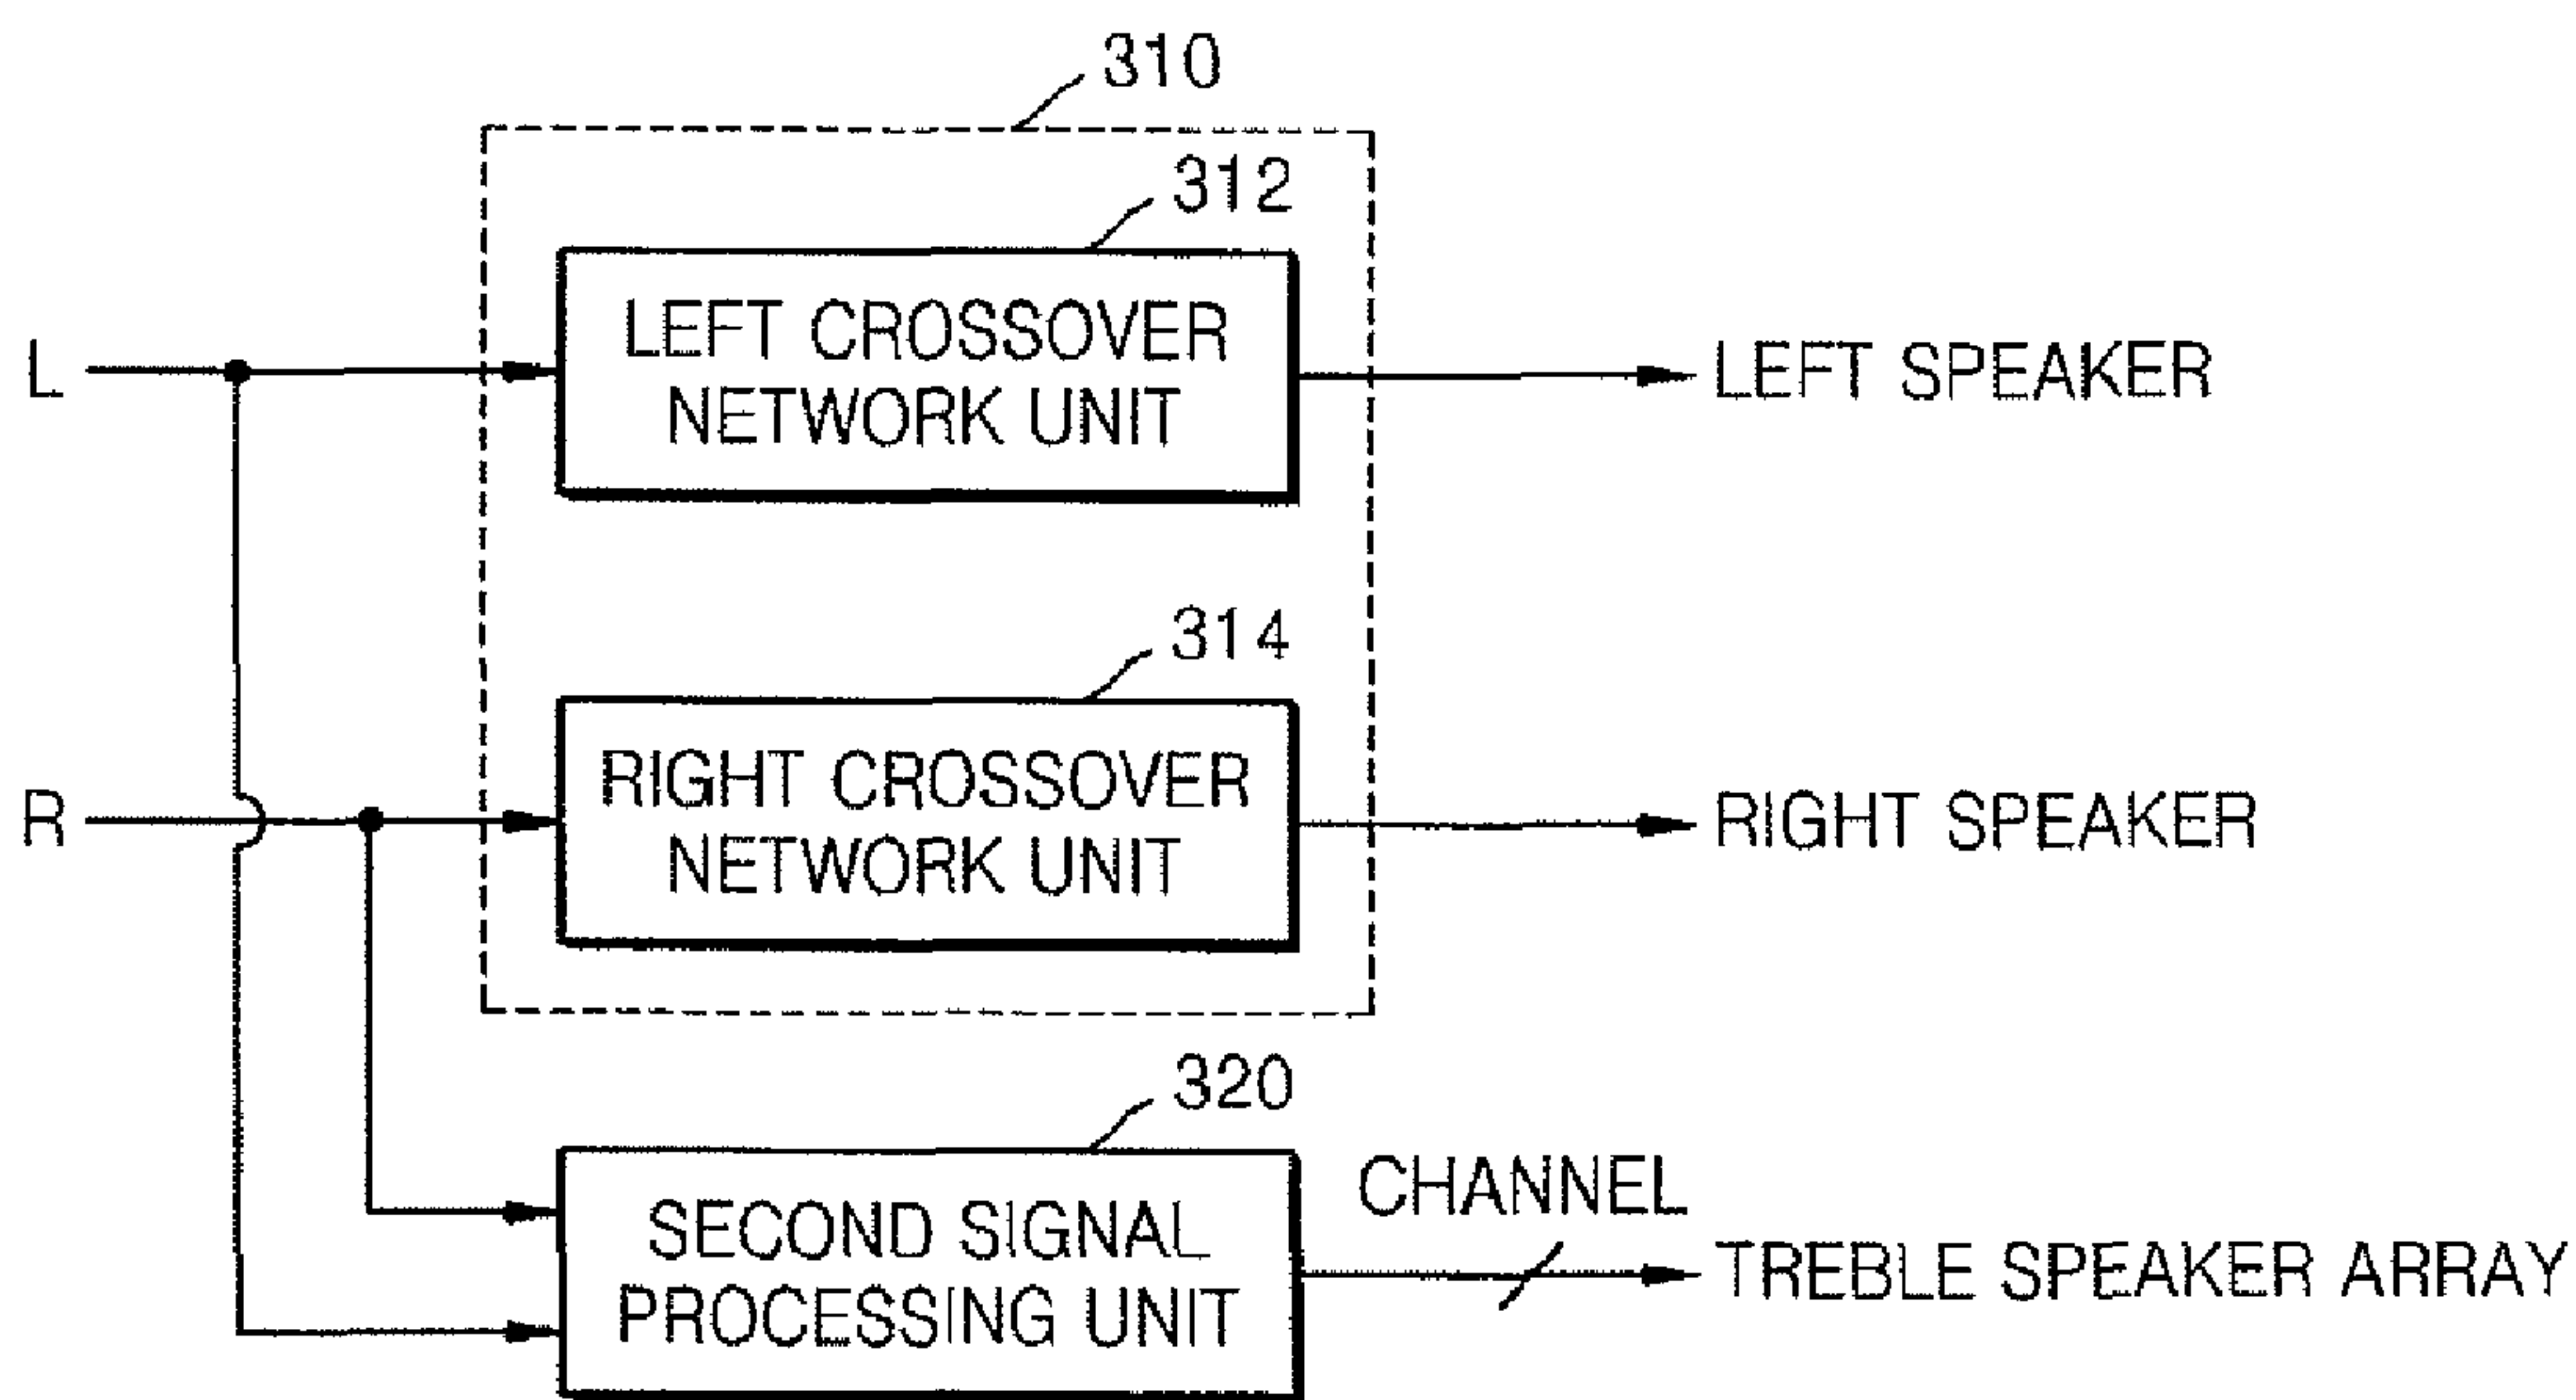 310
312
L
LEFT CROSSOVER
NETWORK UNIT
LEFT SPEAKER
314
R
RIGHT CROSSOVER
NETWORK UNIT
RIGHT SPEAKER
320
SECOND SIGNAL
PROCESSING UNIT
CHANNEL
TREBLE SPEAKER ARRAY